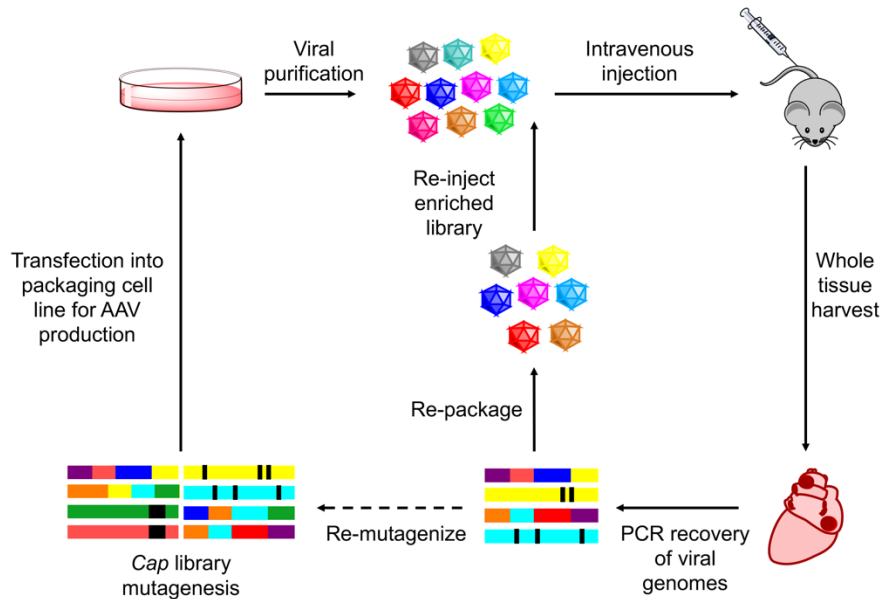 Viral
purification
Intravenous
injection
Re-inject
enriched
library
Transfection into
packaging cell
line for AAV
production
Whole
tissue
harvest
Re-package
Re-mutagenize
PCR recovery
of viral
genomes
Cap library
mutagenesis